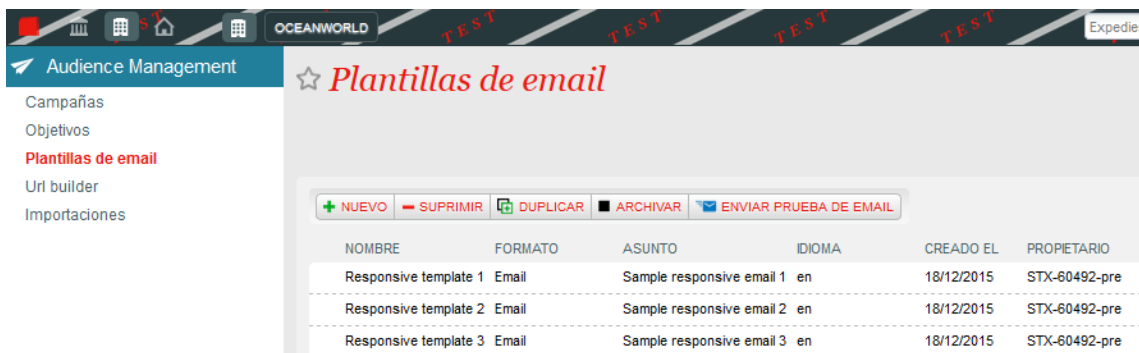 OCEANWORLD
TEST TEST TEST TEST TEST
Expedie
Audience Management
Plantillas de email
Campañas
Objetivos
Plantillas de email
Url builder
Importaciones
NUEVO SUPRIMIR DUPLICAR ARCHIVAR ENVIAR PRUEBA DE EMAIL
NOMBRE FORMATO ASUNTO IDIOMA CREADO EL PROPIETARIO
Responsive template 1 Email Sample responsive email 1 en 18/12/2015 STX-60492-pre
Responsive template 2 Email Sample responsive email 2 en 18/12/2015 STX-60492-pre
Responsive template 3 Email Sample responsive email 3 en 18/12/2015 STX-60492-pre